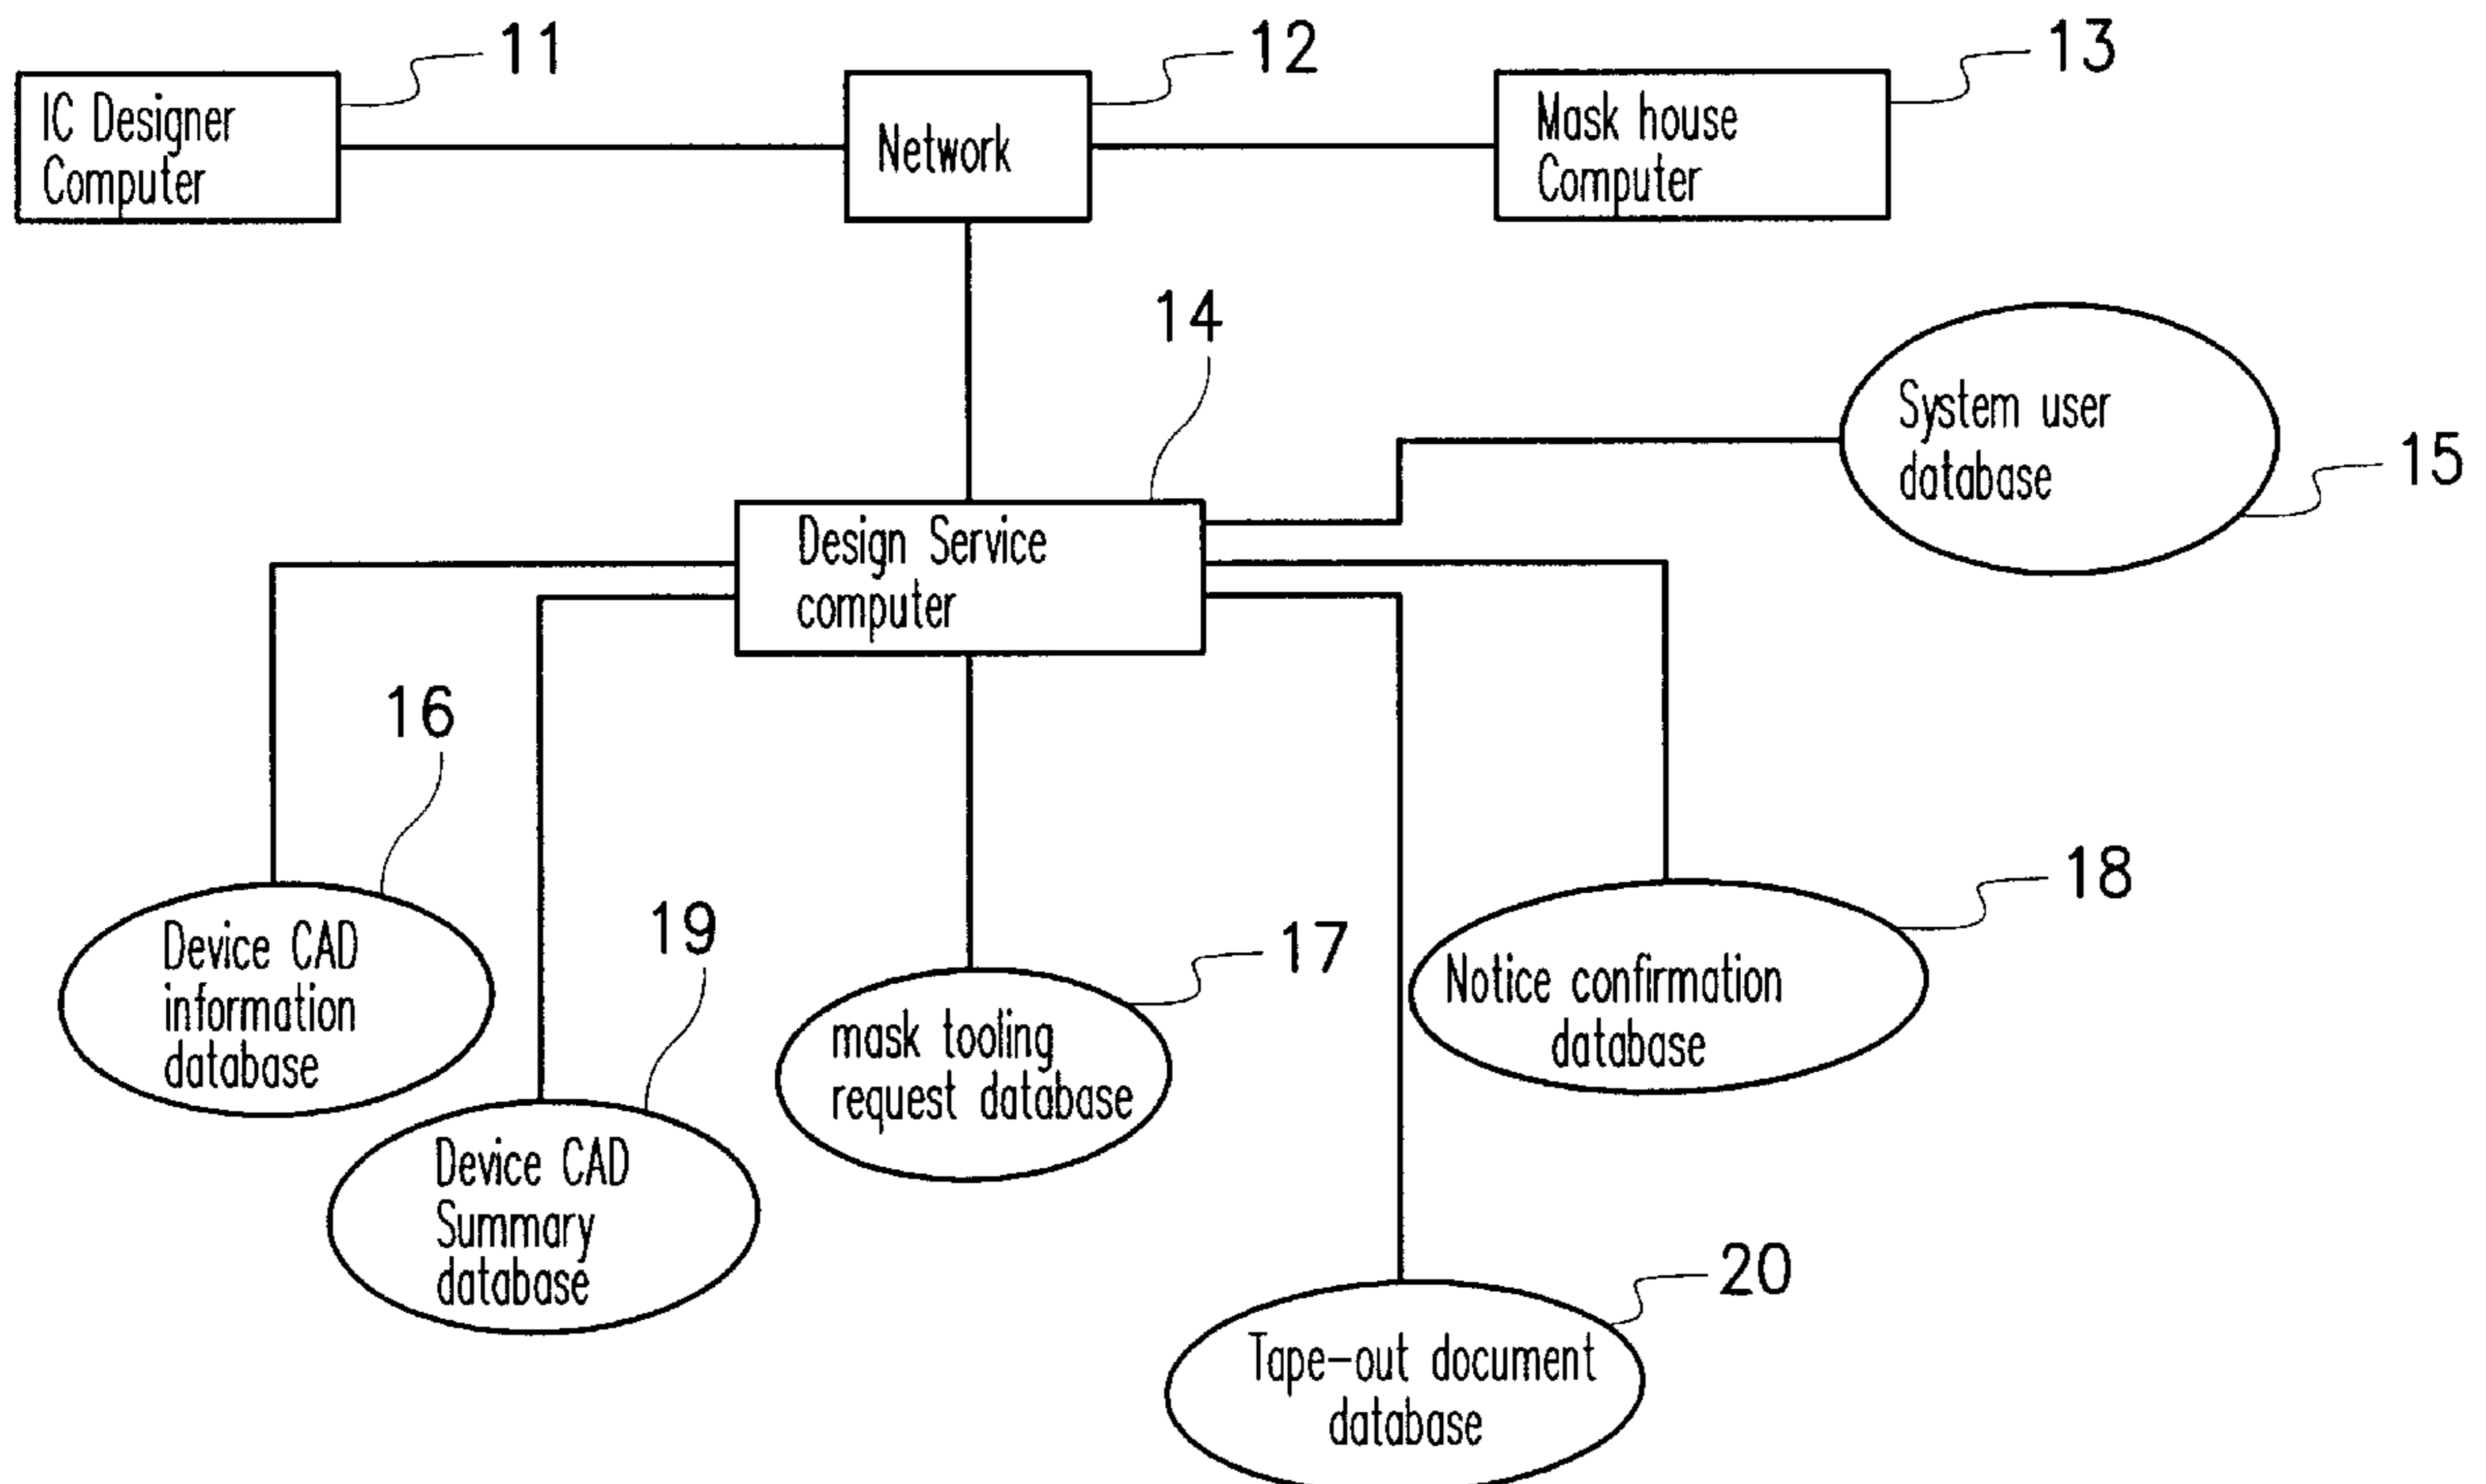 11
12
13
IC Designer
Computer
Network
Mask house
Computer
14
System user
database
15
Design Service
computer
16
19
17
18
Device CAD
information
database
mask tooling
request database
Notice confirmation
database
Device CAD
Summary
database
20
Tape-out document
database